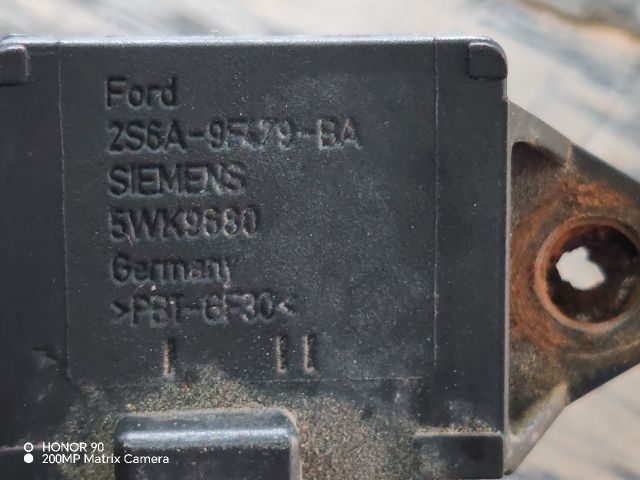 Ford
2S6A-9F479-BA
SIEMENS
5WK9680
Germany
>PBT-GF30<
HONOR 90
200MP Matrix Camera